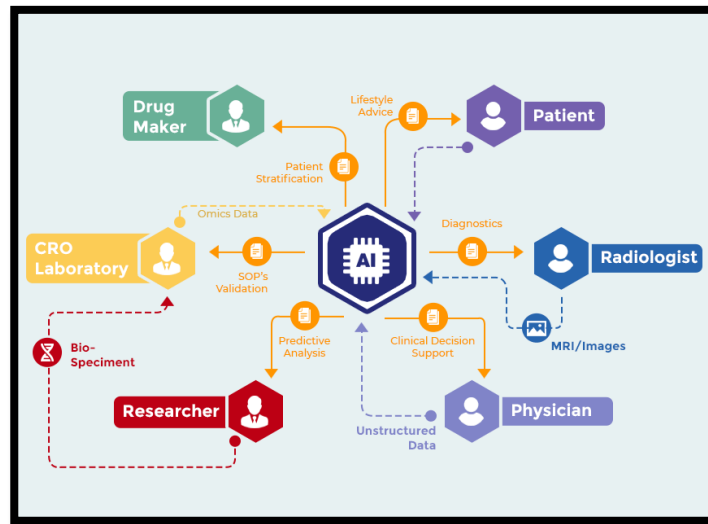 Drug
Maker
Lifestyle
Advice
Patient
Patient
Stratification
Omics Data
Diagnostics
CRO
Laboratory
AI
Radiologist
SOP's
Validation
Bio-
Speciment
Predictive
Analysis
Clinical Decision
Support
MRI/Images
Researcher
Physician
Unstructured
Data